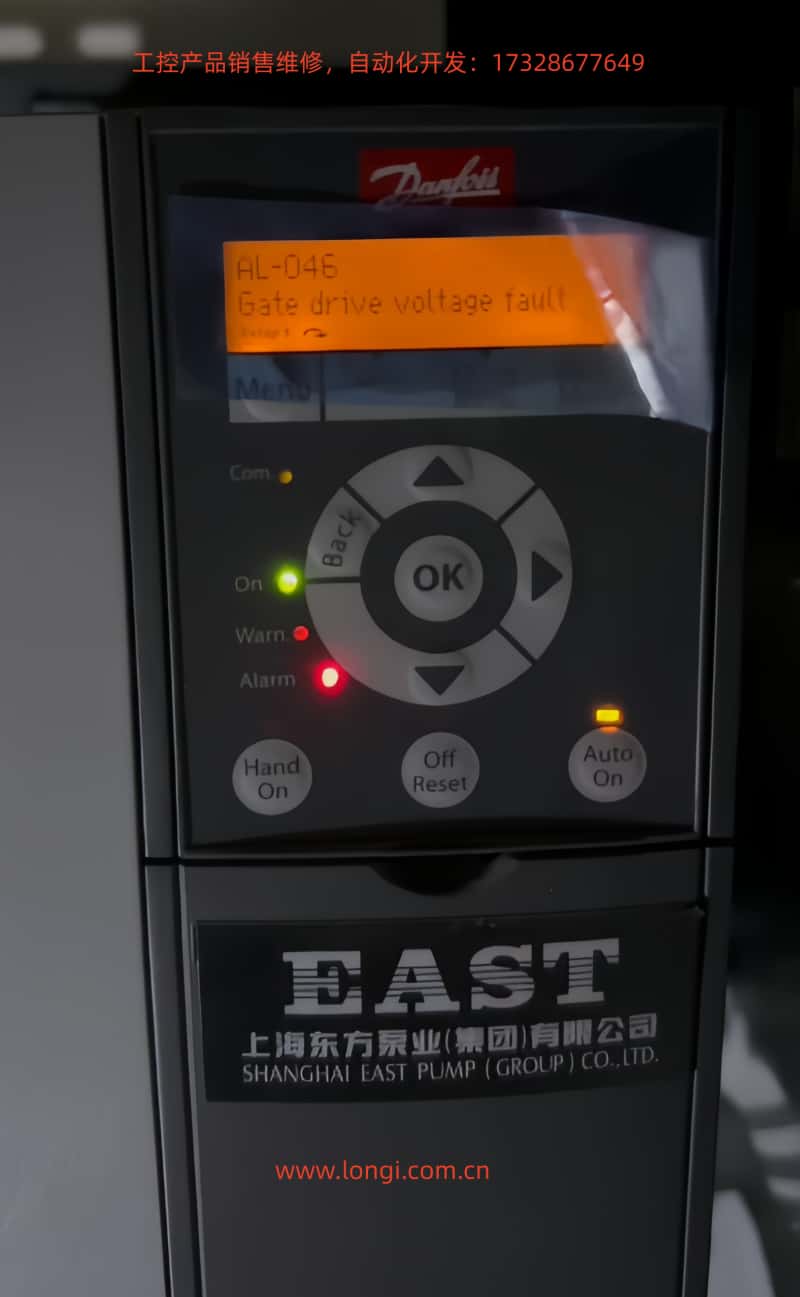 工控产品销售维修，自动化开发：17328677649
Danfoss
AL-046
Gate drive voltage fault
Menu
Com.
Back
OK
On
Warn.
Alarm
Hand On
Off Reset
Auto On
EAST
上海东方泵业(集团)有限公司
SHANGHAI EAST PUMP (GROUP) CO.,LTD.
www.longi.com.cn